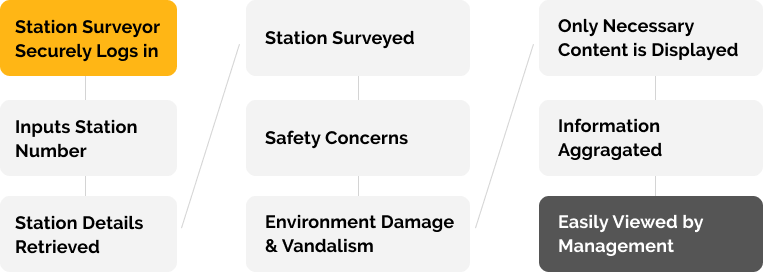 Station Surveyor
Securely Logs in
Inputs Station
Number
Station Details
Retrieved
Station Surveyed
Safety Concerns
Environment Damage
& Vandalism
Only Necessary
Content is Displayed
Information
Aggragated
Easily Viewed by
Management